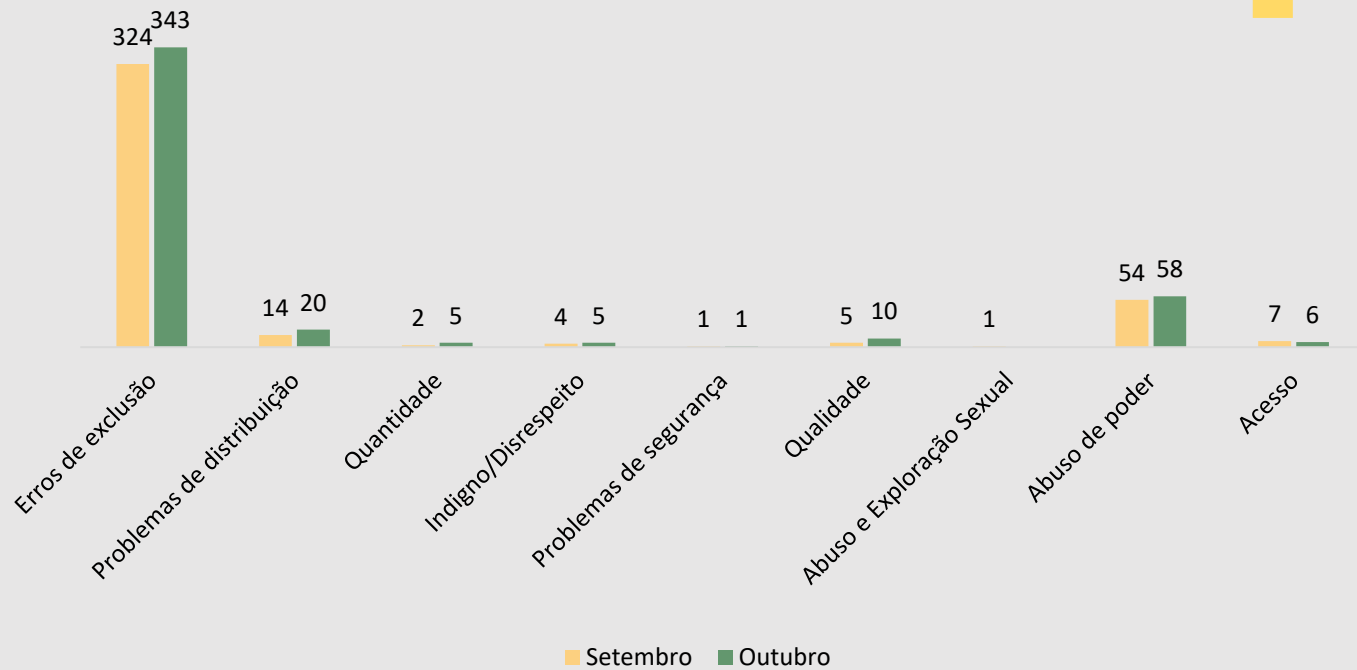 324 343
14 20
2 5
4 5
1 1
5 10
1
54 58
7 6
Erros de exclusão
Problemas de distribuição
Quantidade
Indigno/Disrespeito
Problemas de segurança
Qualidade
Abuso e Exploração Sexual
Abuso de poder
Acesso
Setembro Outubro